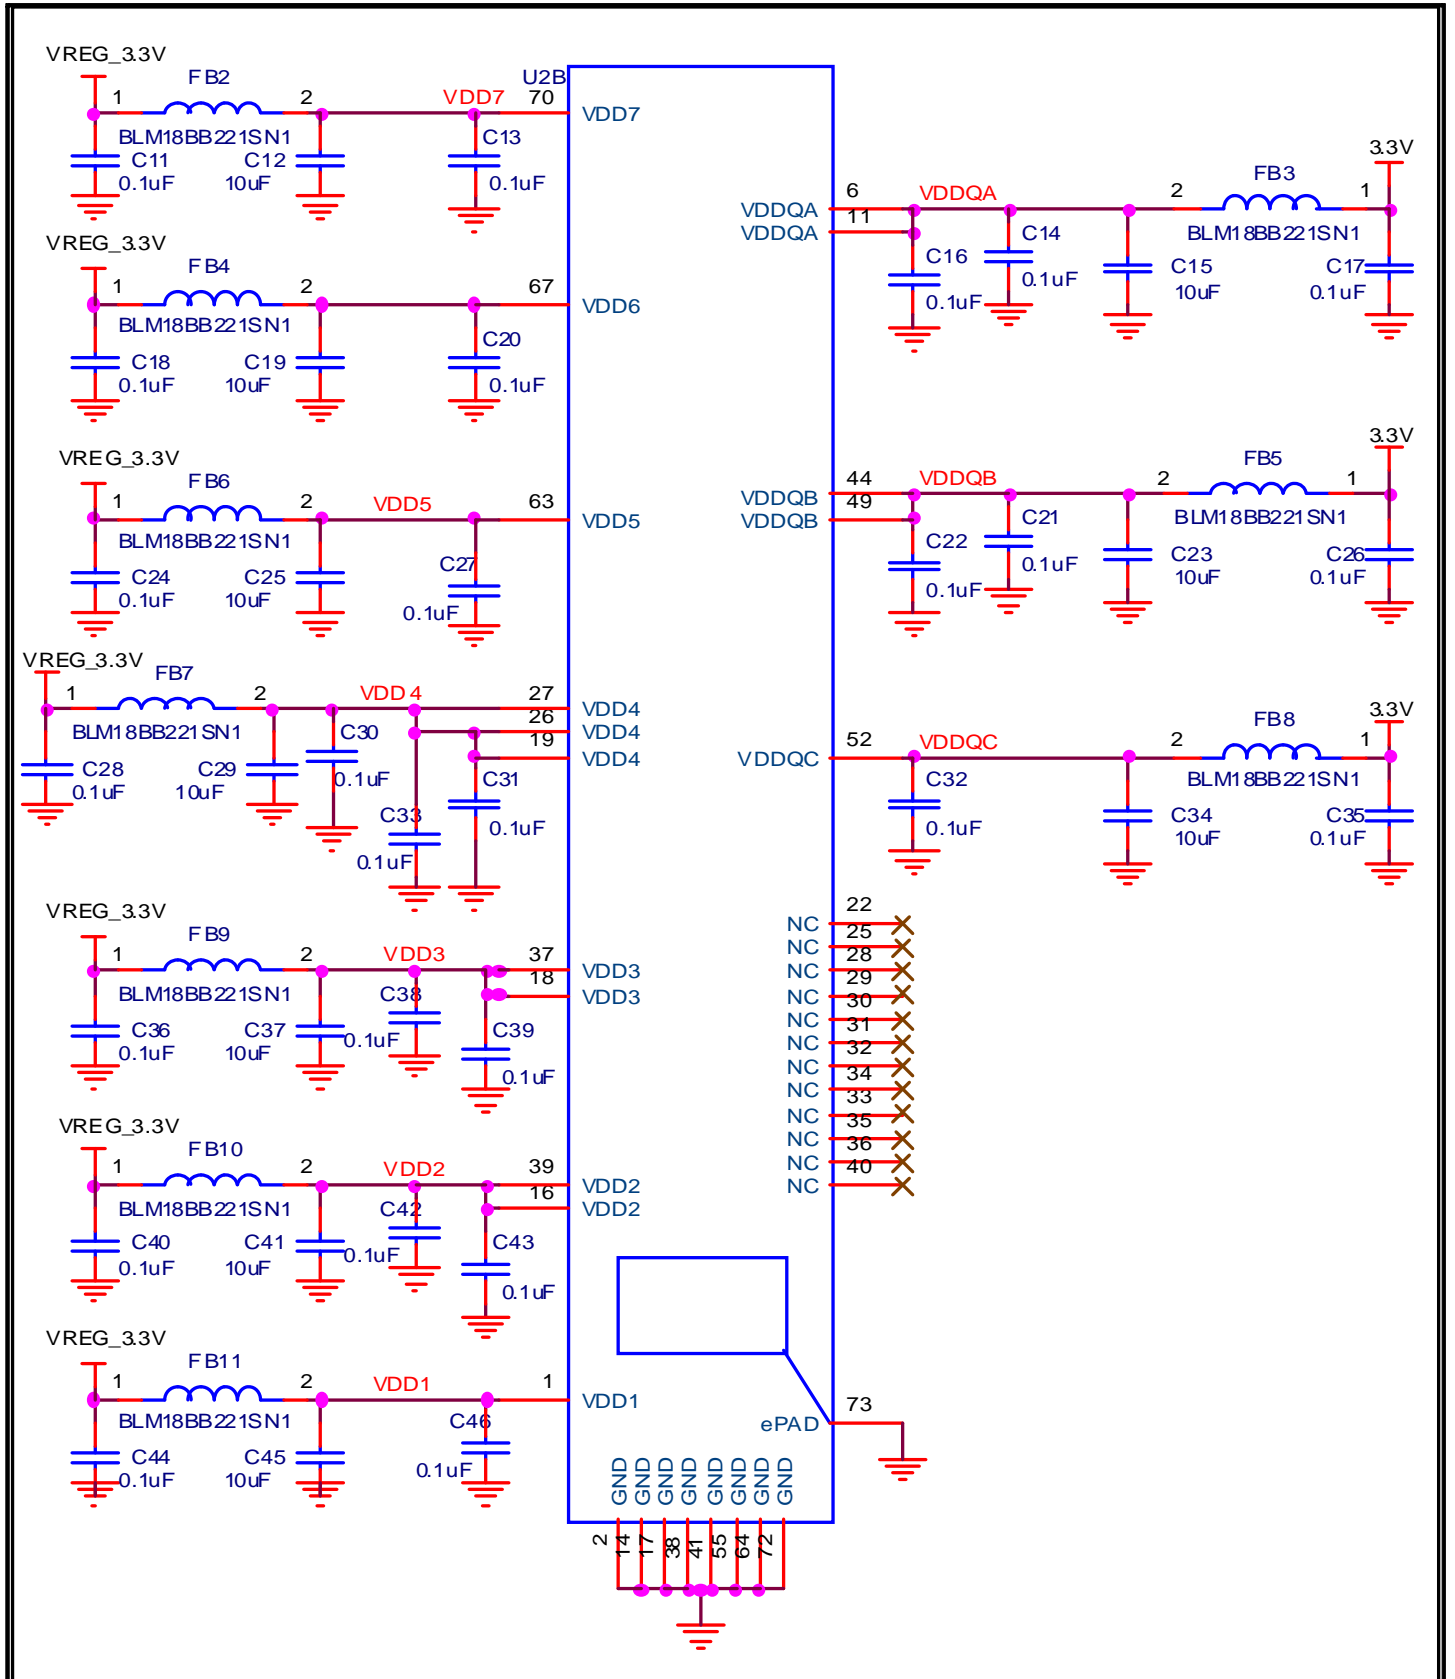 VREG_3.3V
FB2
1
2
BLM18BB221SN1
C11
0.1uF
C12
10uF
VDD7
70
C13
0.1uF
U2B
VDD7
VREG_3.3V
FB4
1
2
BLM18BB221SN1
C18
0.1uF
C19
10uF
67
C20
0.1uF
VDD6
VREG_3.3V
FB6
1
2
BLM18BB221SN1
C24
0.1uF
C25
10uF
VDD5
63
C27
0.1uF
VDD5
VREG_3.3V
FB7
1
2
BLM18BB221SN1
C28
0.1uF
C29
10uF
VDD4
C30
0.1uF
C33
0.1uF
C31
0.1uF
27
VDD4
26
VDD4
19
VDD4
VREG_3.3V
FB9
1
2
BLM18BB221SN1
C36
0.1uF
C37
10uF
VDD3
C38
0.1uF
C39
0.1uF
37
VDD3
18
VDD3
VREG_3.3V
FB10
1
2
BLM18BB221SN1
C40
0.1uF
C41
10uF
VDD2
C42
0.1uF
C43
0.1uF
39
VDD2
16
VDD2
VREG_3.3V
FB11
1
2
BLM18BB221SN1
C44
0.1uF
C45
10uF
VDD1
C46
0.1uF
1
VDD1
3.3V
FB3
6
VDDQA
2
1
VDDQA
11
VDDQA
BLM18BB221SN1
C16
0.1uF
C14
0.1uF
C15
10uF
C17
0.1uF
3.3V
FB5
44
VDDQB
2
1
VDDQB
49
VDDQB
BLM18BB221SN1
C22
0.1uF
C21
0.1uF
C23
10uF
C26
0.1uF
3.3V
FB8
52
VDDQC
2
1
VDDQC
BLM18BB221SN1
C32
0.1uF
C34
10uF
C35
0.1uF
NC 22
NC 25
NC 28
NC 29
NC 30
NC 31
NC 32
NC 34
NC 33
NC 35
NC 36
NC 40
ePAD 73
GND GND GND GND GND GND GND GND
2 14 17 38 41 55 64 72